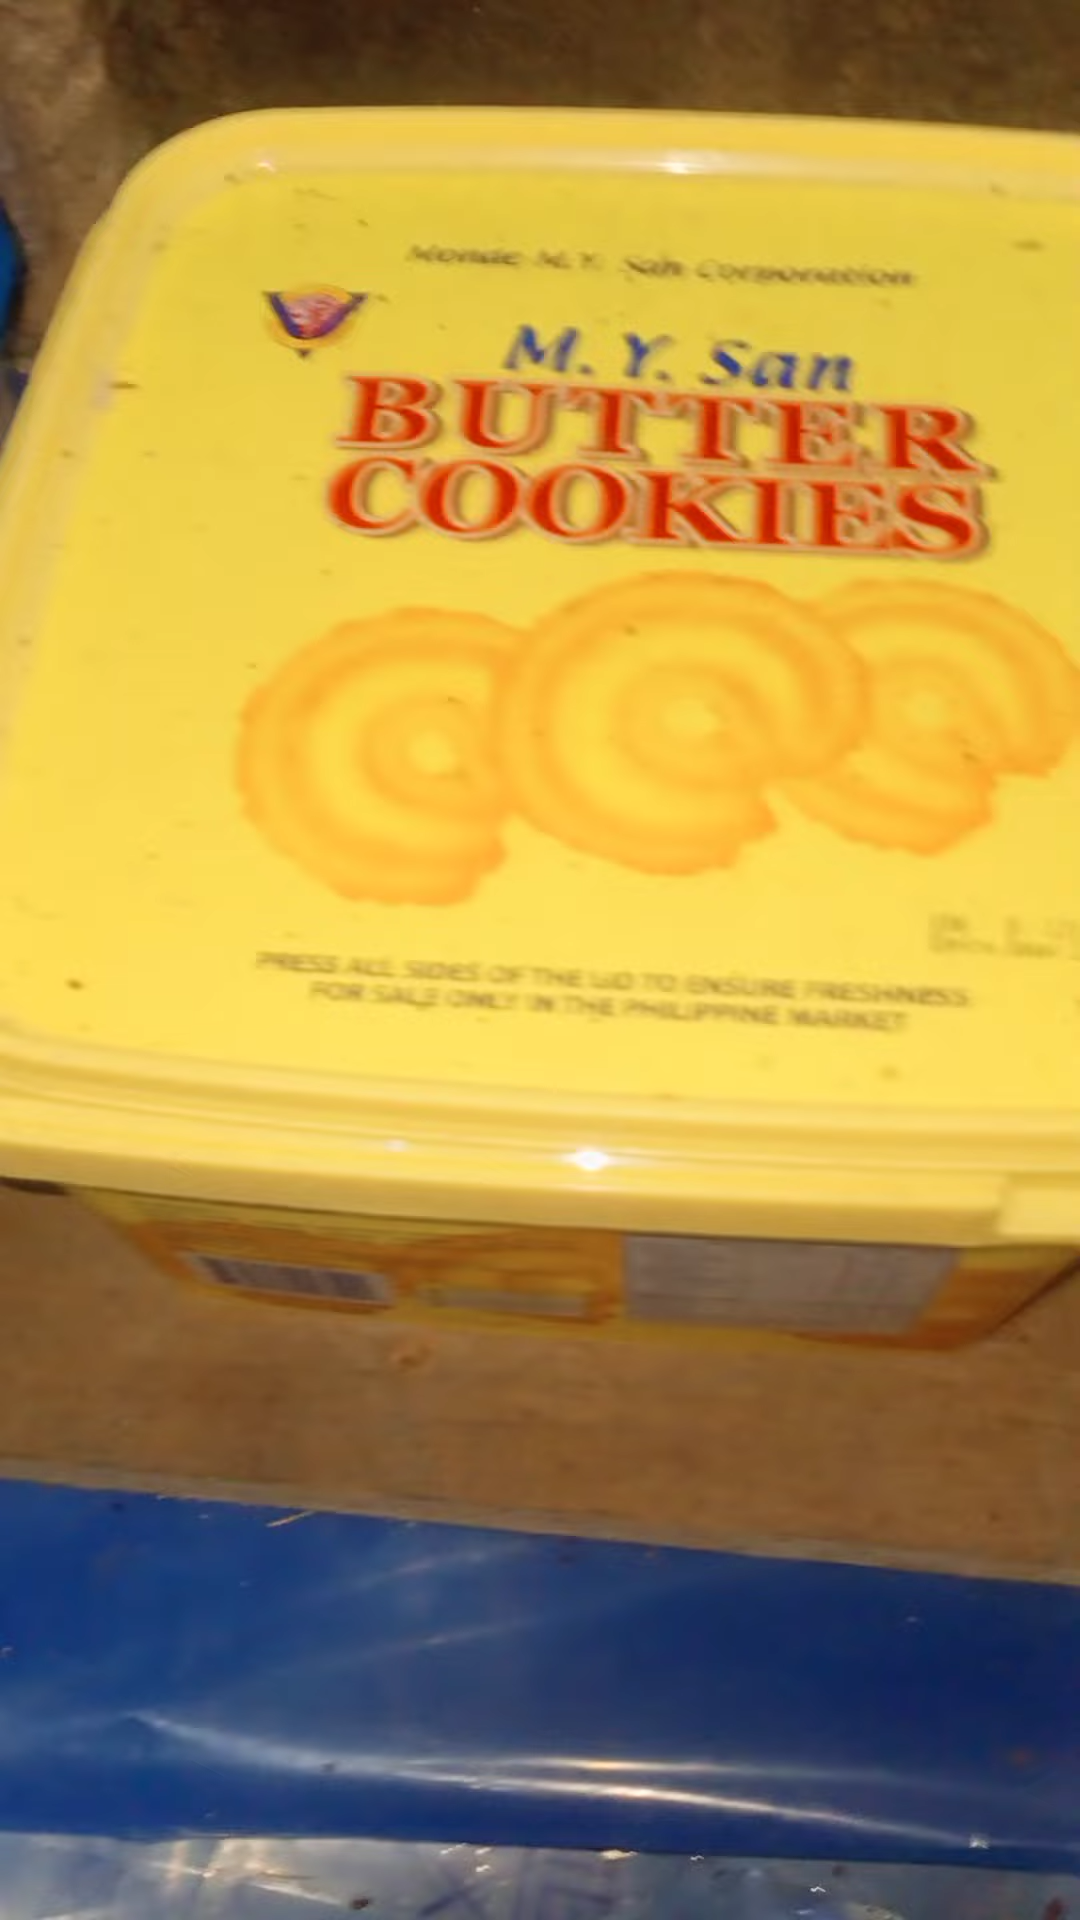 Monde M.Y. San Corporation
M.Y. San
BUTTER
COOKIES
PRESS ALL SIDES OF THE LID TO ENSURE FRESHNESS
FOR SALE ONLY IN THE PHILIPPINE MARKET